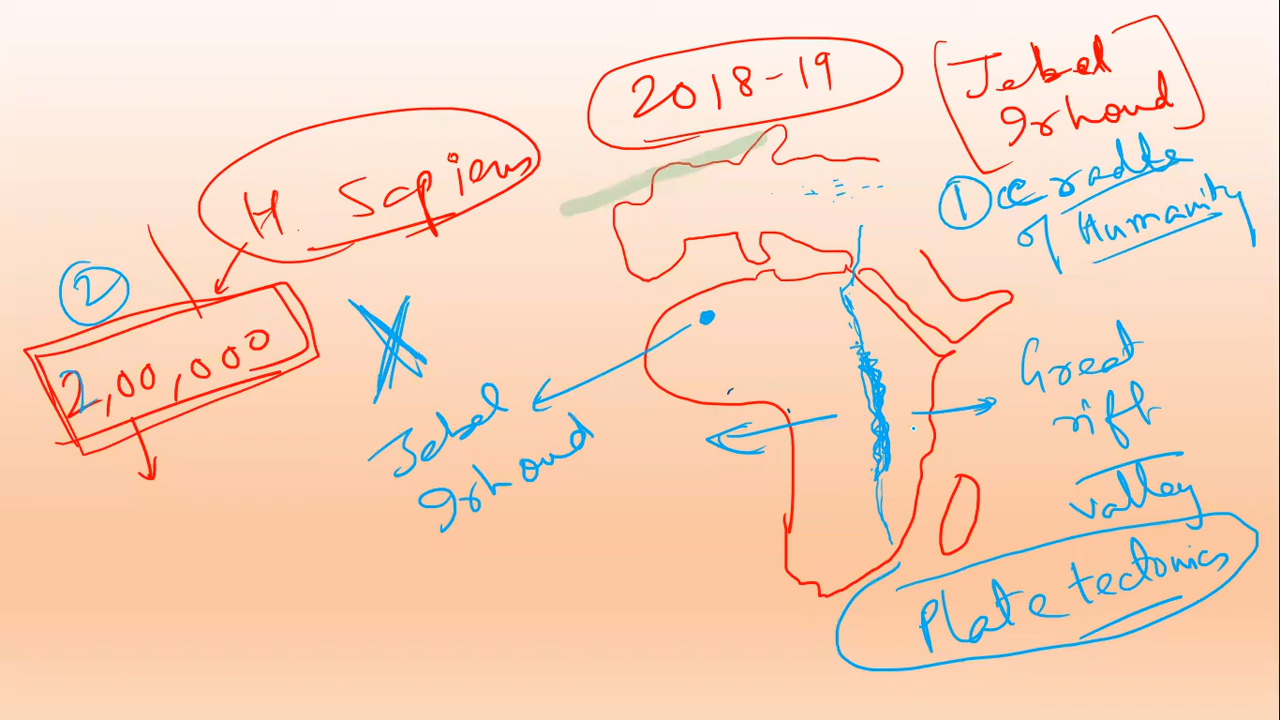 2018-19
[Jebel
Irhoud]
① Cradle
of Humanity
H Sapiens
②
2,00,000
Jebel
Irhoud
Great
rift
valley
Plate tectonics